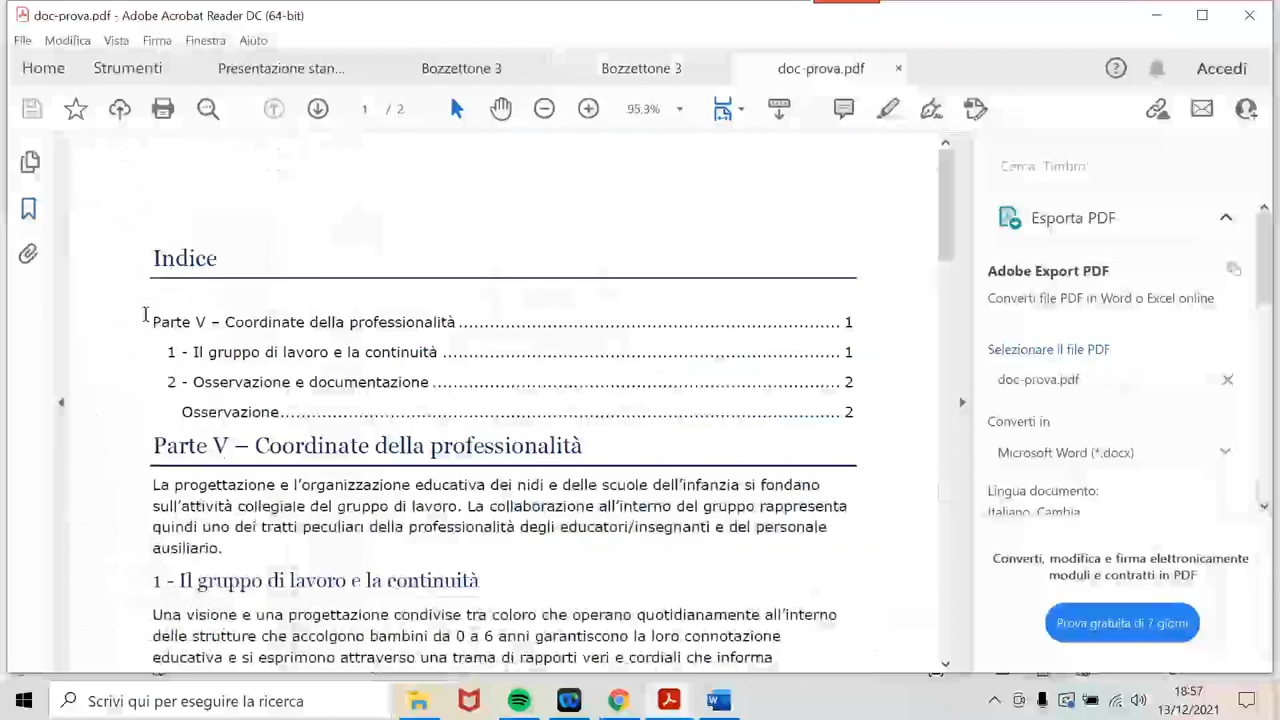 doc-prova.pdf - Adobe Acrobat Reader DC (64-bit)
File Modifica Vista Firma Finestra Aiuto
Home Strumenti Presentazione stan... Bozzettone 3 Bozzettone 3 doc-prova.pdf × Accedi
1 / 2 95,3%
Indice
Parte V – Coordinate della professionalità 1
1 - Il gruppo di lavoro e la continuità 1
2 - Osservazione e documentazione 2
Osservazione 2
Parte V – Coordinate della professionalità
La progettazione e l'organizzazione educativa dei nidi e delle scuole dell'infanzia si fondano
sull'attività collegiale del gruppo di lavoro. La collaborazione all'interno del gruppo rappresenta
quindi uno dei tratti peculiari della professionalità degli educatori/insegnanti e del personale
ausiliario.
1 - Il gruppo di lavoro e la continuità
Una visione e una progettazione condivise tra coloro che operano quotidianamente all'interno
delle strutture che accolgono bambini da 0 a 6 anni garantiscono la loro connotazione
educativa e si esprimono attraverso una trama di rapporti veri e cordiali che informa
Esporta PDF
Adobe Export PDF
Converti file PDF in Word o Excel online
Selezionare il file PDF
doc-prova.pdf
Converti in
Microsoft Word (*.docx)
Lingua documento:
Italiano Cambia
Converti, modifica e firma elettronicamente
moduli e contratti in PDF
Prova gratuita di 7 giorni
Scrivi qui per eseguire la ricerca
18:57
13/12/2021